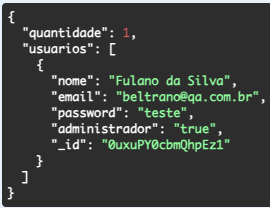 {
  "quantidade": 1,
  "usuarios": [
    {
      "nome": "Fulano da Silva",
      "email": "beltrano@qa.com.br",
      "password": "teste",
      "administrador": "true",
      "_id": "0uxuPY0cbmQhpEz1"
    }
  ]
}